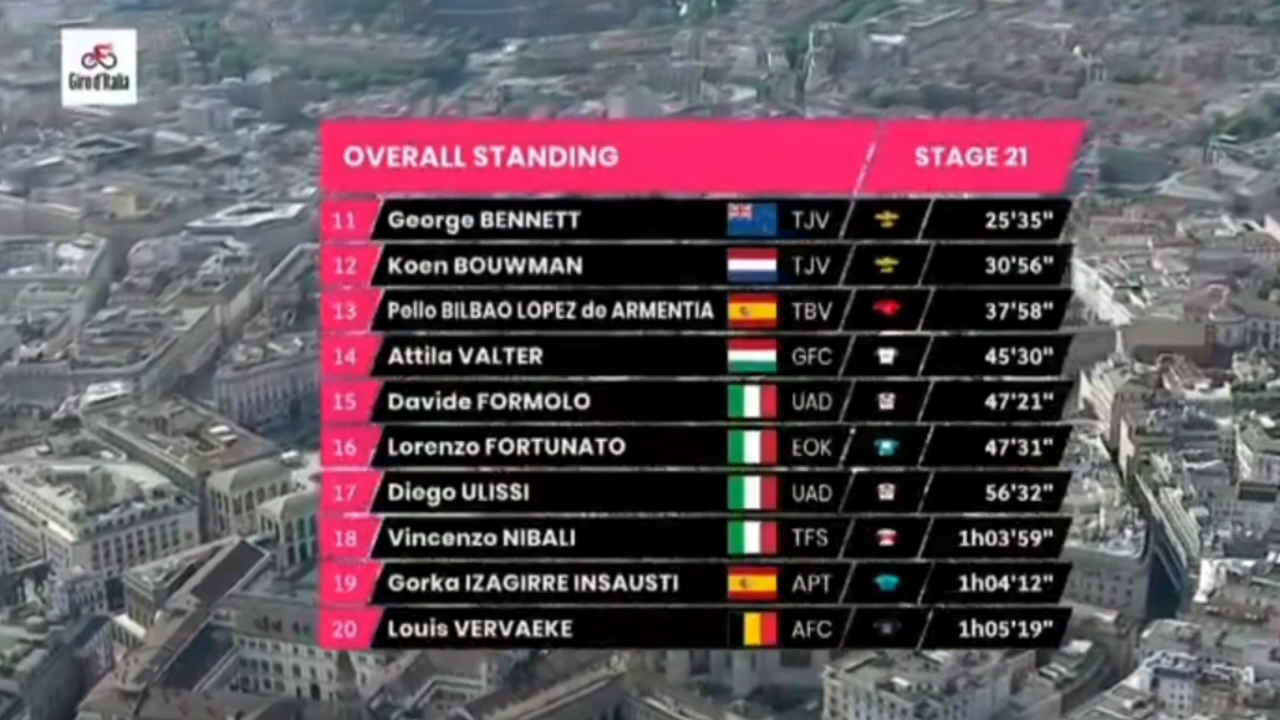 Giro d'Italia
OVERALL STANDING STAGE 21
11 George BENNETT TJV 25'35"
12 Koen BOUWMAN TJV 30'56"
13 Pello BILBAO LOPEZ de ARMENTIA TBV 37'58"
14 Attila VALTER GFC 45'30"
15 Davide FORMOLO UAD 47'21"
16 Lorenzo FORTUNATO EOK 47'31"
17 Diego ULISSI UAD 56'32"
18 Vincenzo NIBALI TFS 1h03'59"
19 Gorka IZAGIRRE INSAUSTI APT 1h04'12"
20 Louis VERVAEKE AFC 1h05'19"